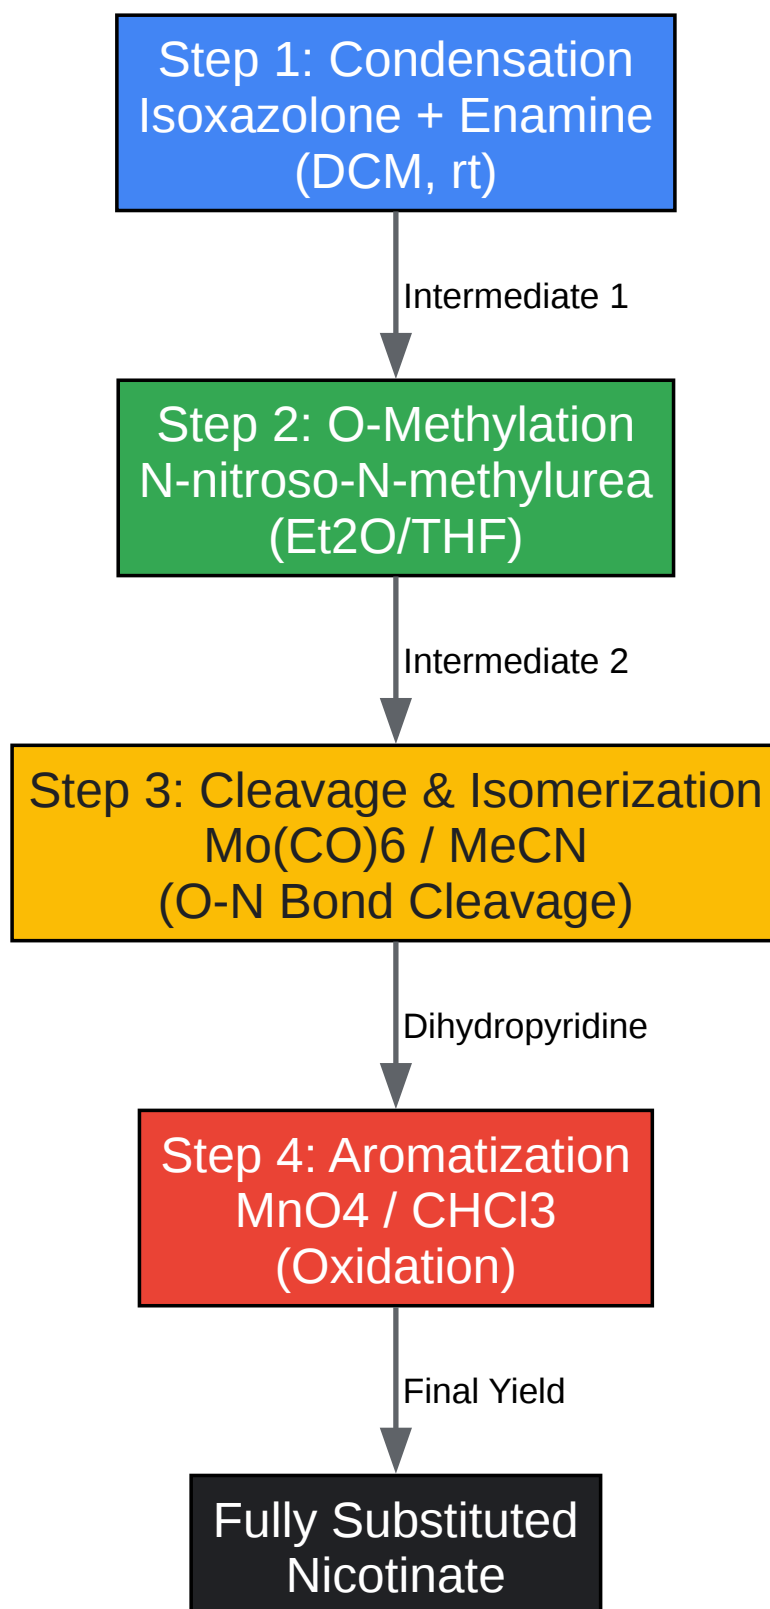 Step 1: Condensation
Isoxazolone + Enamine
(DCM, rt)
Intermediate 1
Step 2: O-Methylation
N-nitroso-N-methylurea
(Et2O/THF)
Intermediate 2
Step 3: Cleavage & Isomerization
Mo(CO)6 / MeCN
(O-N Bond Cleavage)
Dihydropyridine
Step 4: Aromatization
MnO4 / CHCl3
(Oxidation)
Final Yield
Fully Substituted
Nicotinate